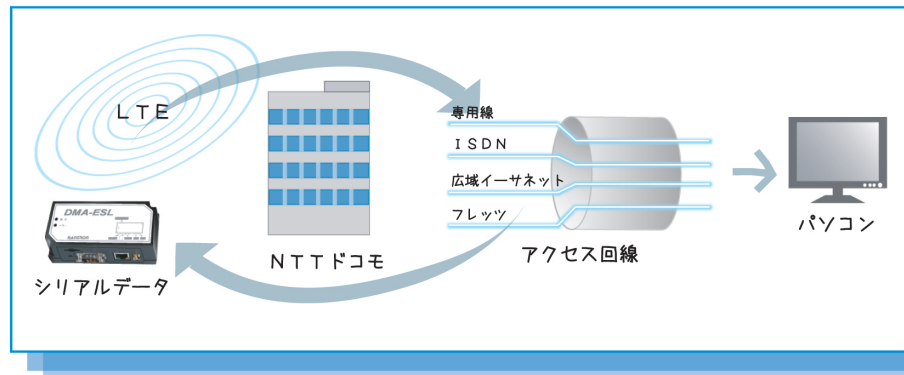 LTE
専用線
ISDN
広域イーサネット
フレッツ
DMA-ESL
シリアルデータ
NTTドコモ
アクセス回線
パソコン